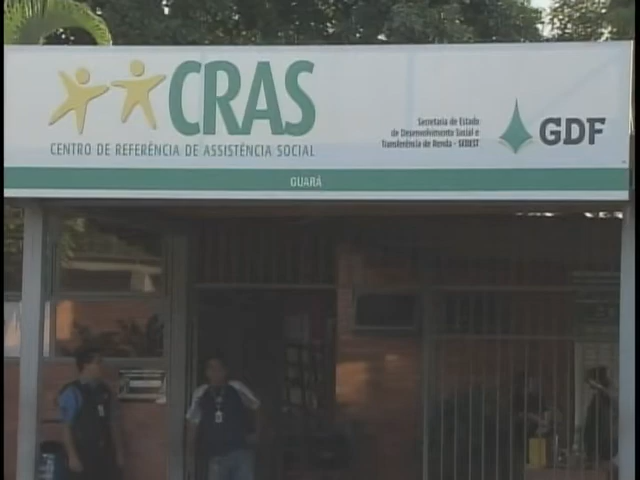 CRAS
CENTRO DE REFERÊNCIA DE ASSISTÊNCIA SOCIAL
Secretaria de Estado
de Desenvolvimento Social e
Transferência de Renda - SEDEST
GDF
GUARÁ